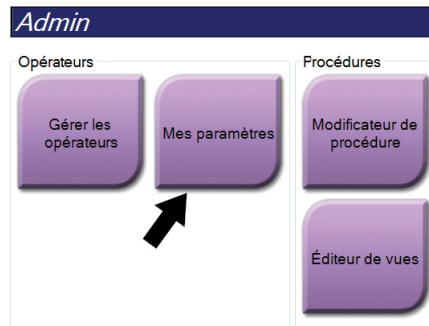 Admin
Opérateurs
Gérer les
opérateurs
Mes paramètres
Procédures
Modificateur de
procédure
Éditeur de vues